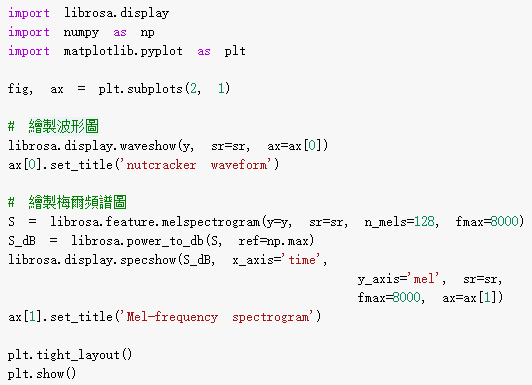 import librosa.display
import numpy as np
import matplotlib.pyplot as plt
fig, ax = plt.subplots(2, 1)
# 繪製波形圖
librosa.display.waveshow(y, sr=sr, ax=ax[0])
ax[0].set_title('nutcracker waveform')
# 繪製梅爾頻譜圖
S = librosa.feature.melspectrogram(y=y, sr=sr, n_mels=128, fmax=8000)
S_dB = librosa.power_to_db(S, ref=np.max)
librosa.display.specshow(S_dB, x_axis='time',
y_axis='mel', sr=sr,
fmax=8000, ax=ax[1])
ax[1].set_title('Mel-frequency spectrogram')
plt.tight_layout()
plt.show()